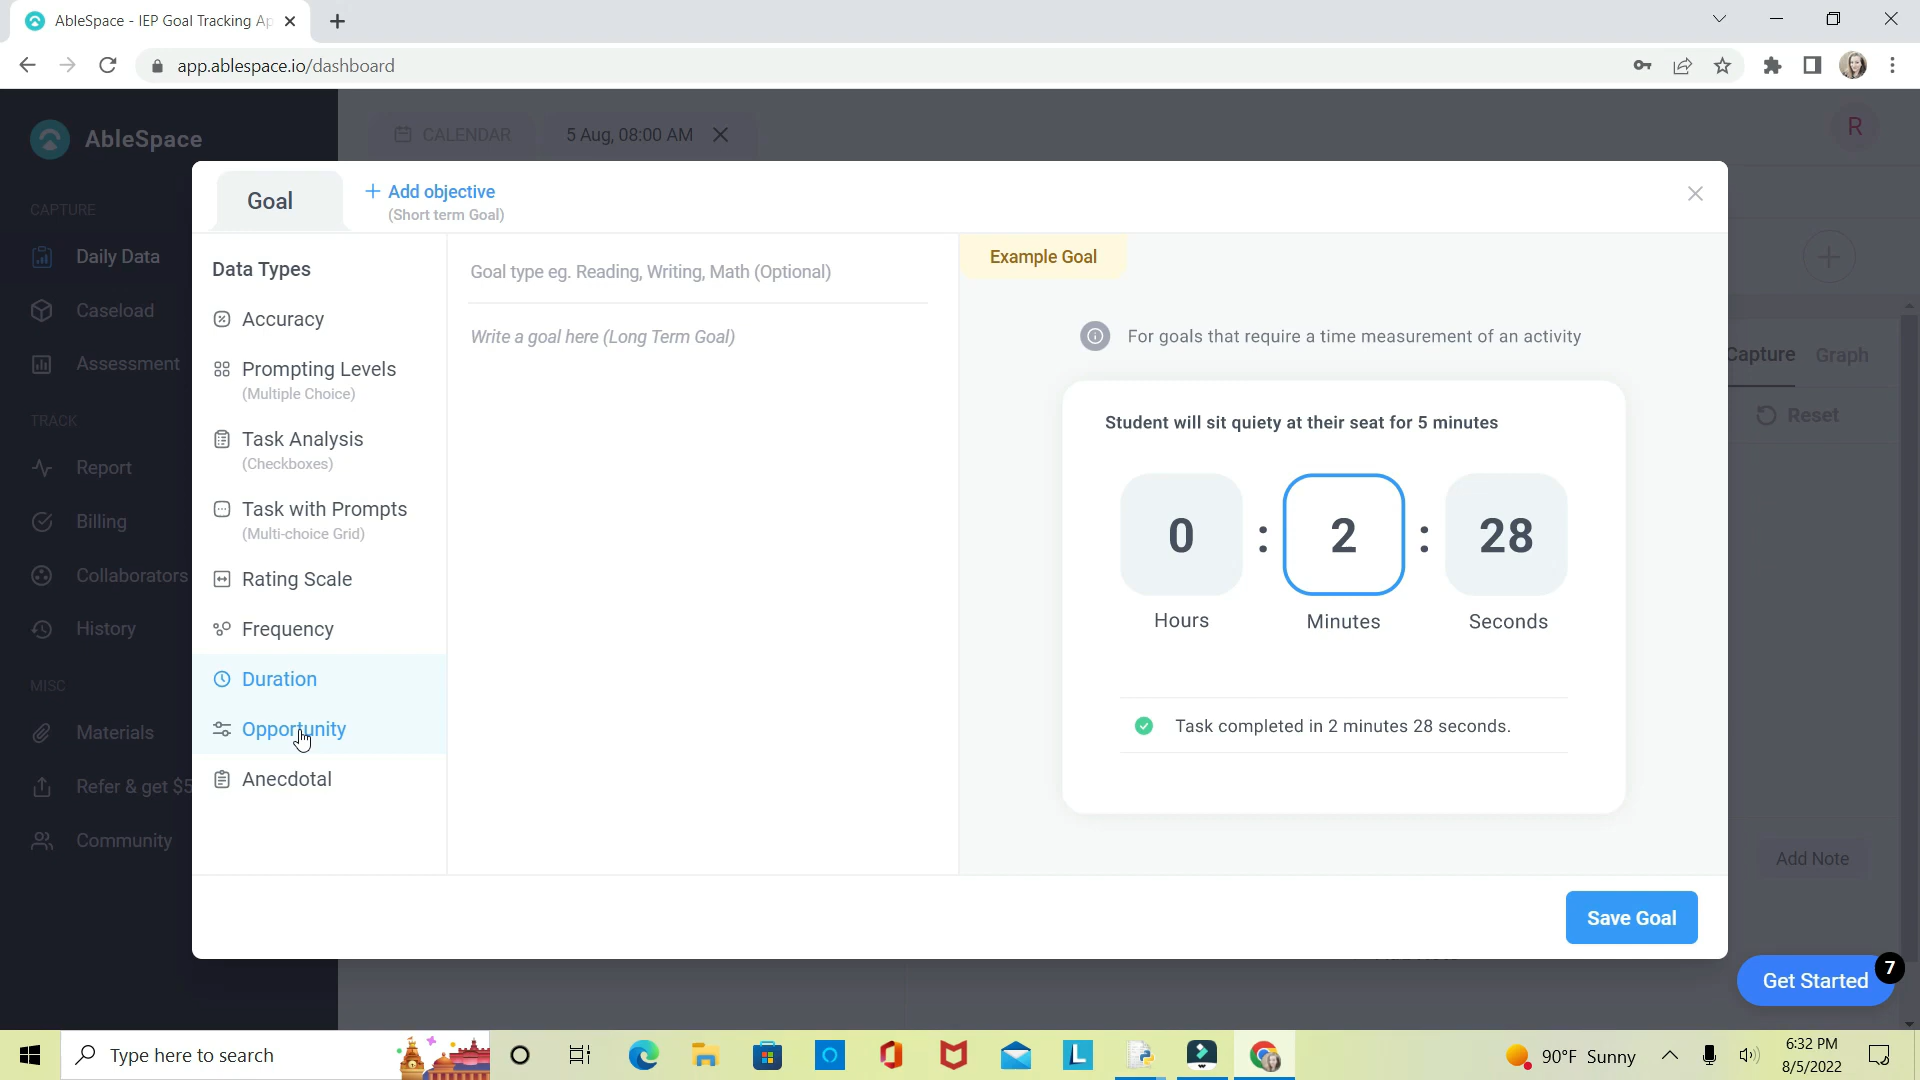 AbleSpace - IEP Goal Tracking Ap
app.ablespace.io/dashboard
AbleSpace
CALENDAR
5 Aug, 08:00 AM
R
Goal
Add objective
(Short term Goal)
CAPTURE
Daily Data
Caseload
Assessment
TRACK
Report
Billing
Collaborators
History
MISC
Materials
Refer & get $5
Community
Data Types
Accuracy
Prompting Levels
(Multiple Choice)
Task Analysis
(Checkboxes)
Task with Prompts
(Multi-choice Grid)
Rating Scale
Frequency
Duration
Opportunity
Anecdotal
Goal type eg. Reading, Writing, Math (Optional)
Write a goal here (Long Term Goal)
Example Goal
For goals that require a time measurement of an activity
Student will sit quiety at their seat for 5 minutes
0 : 2 : 28
Hours Minutes Seconds
Task completed in 2 minutes 28 seconds.
Save Goal
Capture Graph
Reset
Add Note
Get Started
7
Type here to search
L
90°F Sunny
6:32 PM
8/5/2022